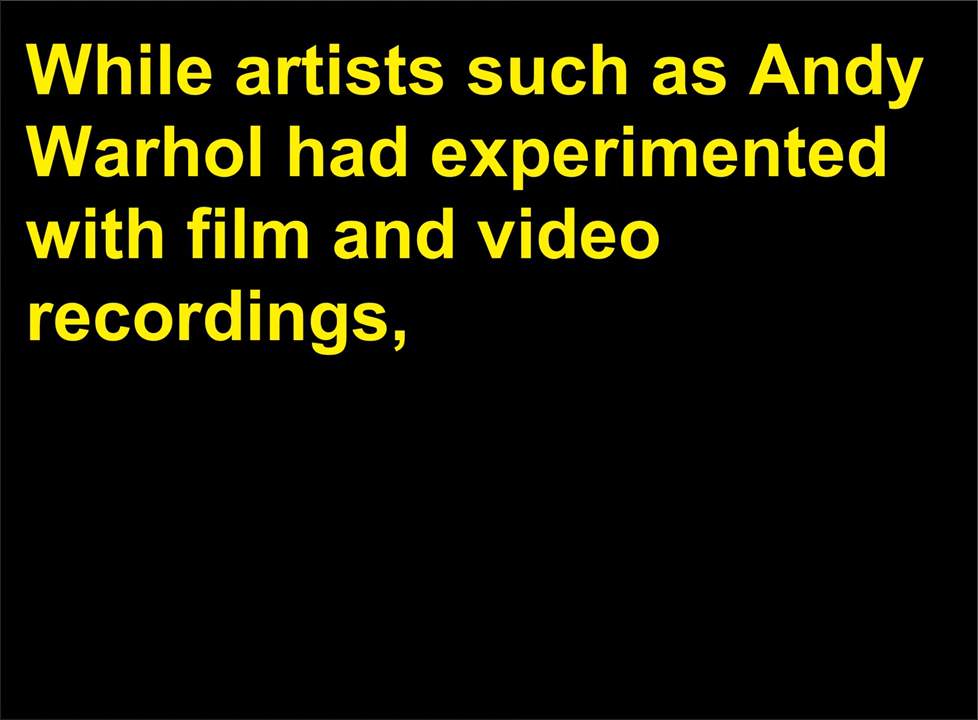 While artists such as Andy
Warhol had experimented
with film and video
recordings,